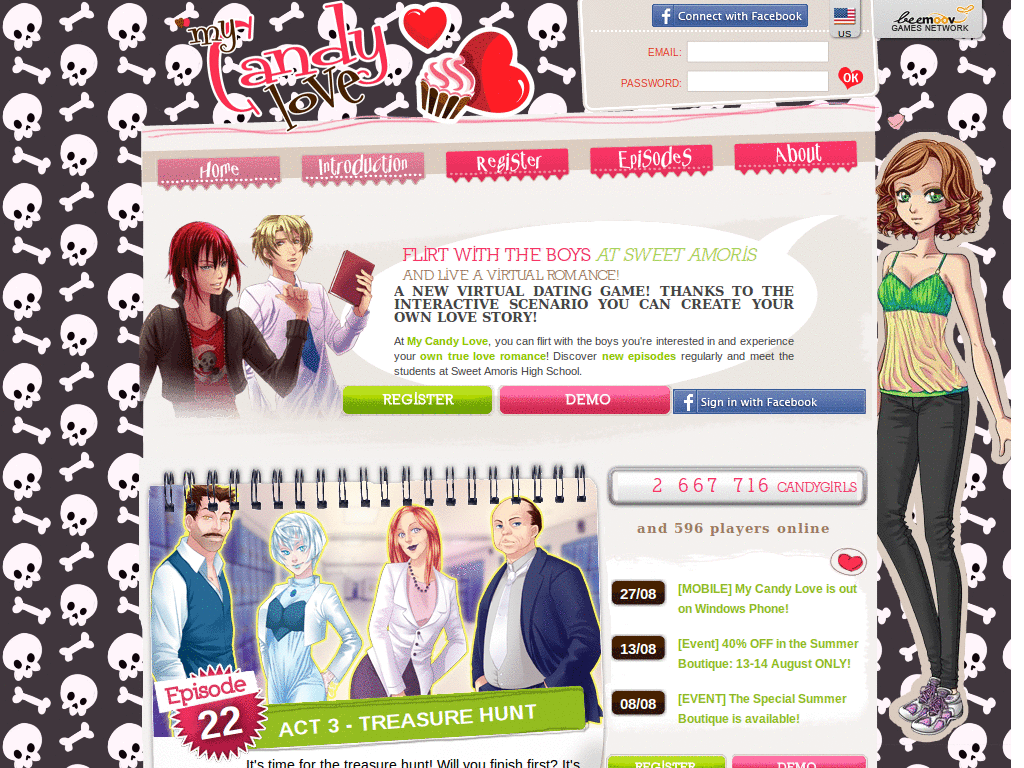 my Candy love
Connect with Facebook
US
beemoov
GAMES NETWORK
EMAIL:
PASSWORD:
OK
Home
Introduction
Register
Episodes
About
FLIRT WITH THE BOYS AT SWEET AMORIS
AND LIVE A VIRTUAL ROMANCE!
A NEW VIRTUAL DATING GAME! THANKS TO THE
INTERACTIVE SCENARIO YOU CAN CREATE YOUR
OWN LOVE STORY!
At My Candy Love, you can flirt with the boys you're interested in and experience
your own true love romance! Discover new episodes regularly and meet the
students at Sweet Amoris High School.
REGISTER
DEMO
Sign in with Facebook
2 667 716 CANDYGIRLS
and 596 players online
27/08
[MOBILE] My Candy Love is out
on Windows Phone!
13/08
[Event] 40% OFF in the Summer
Boutique: 13-14 August ONLY!
08/08
[EVENT] The Special Summer
Boutique is available!
Episode
22
ACT 3 - TREASURE HUNT
It's time for the treasure hunt! Will you finish first? It's
REGISTER
DEMO